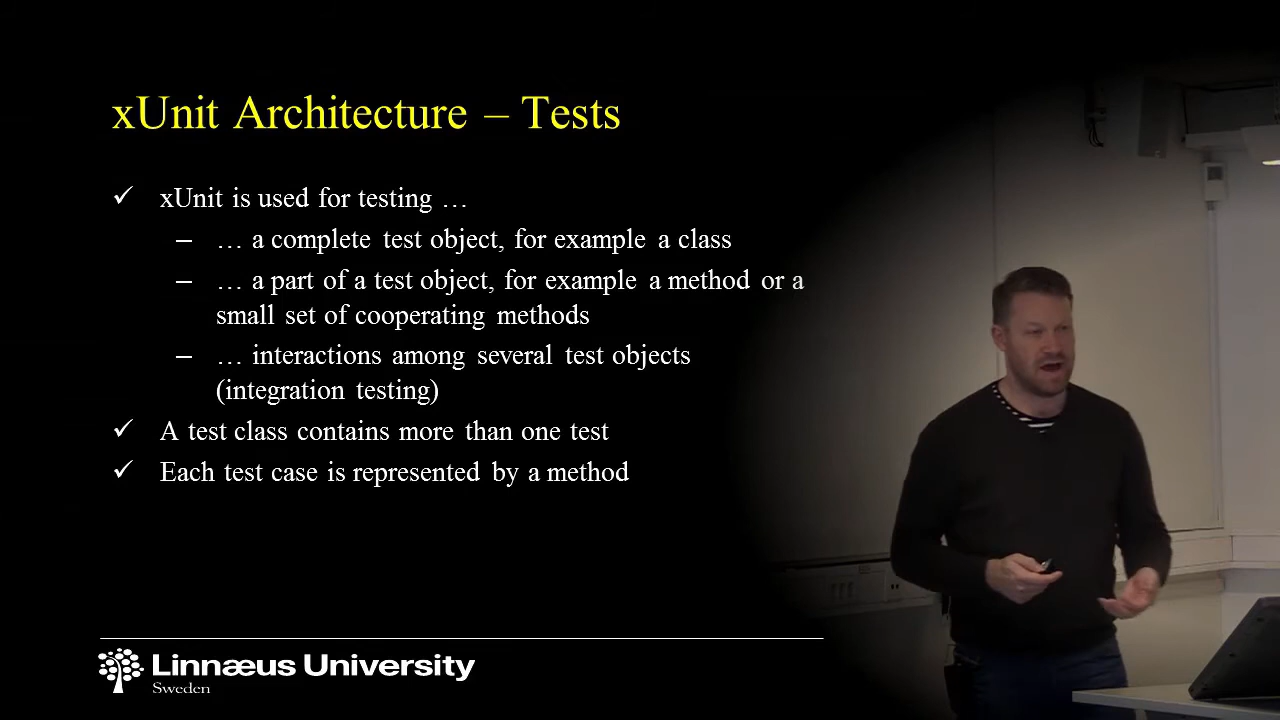 xUnit Architecture – Tests
✓ xUnit is used for testing …
– … a complete test object, for example a class
– … a part of a test object, for example a method or a
small set of cooperating methods
– … interactions among several test objects
(integration testing)
✓ A test class contains more than one test
✓ Each test case is represented by a method
Linnæus University
Sweden